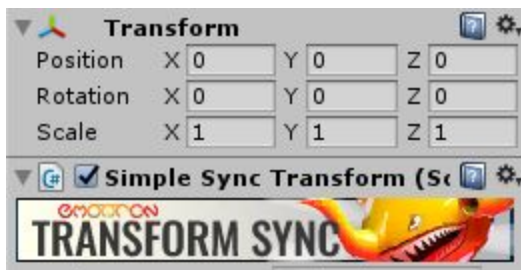 Transform
Position X 0 Y 0 Z 0
Rotation X 0 Y 0 Z 0
Scale X 1 Y 1 Z 1
C# Simple Sync Transform (Sc
emotitron
TRANSFORM SYNC